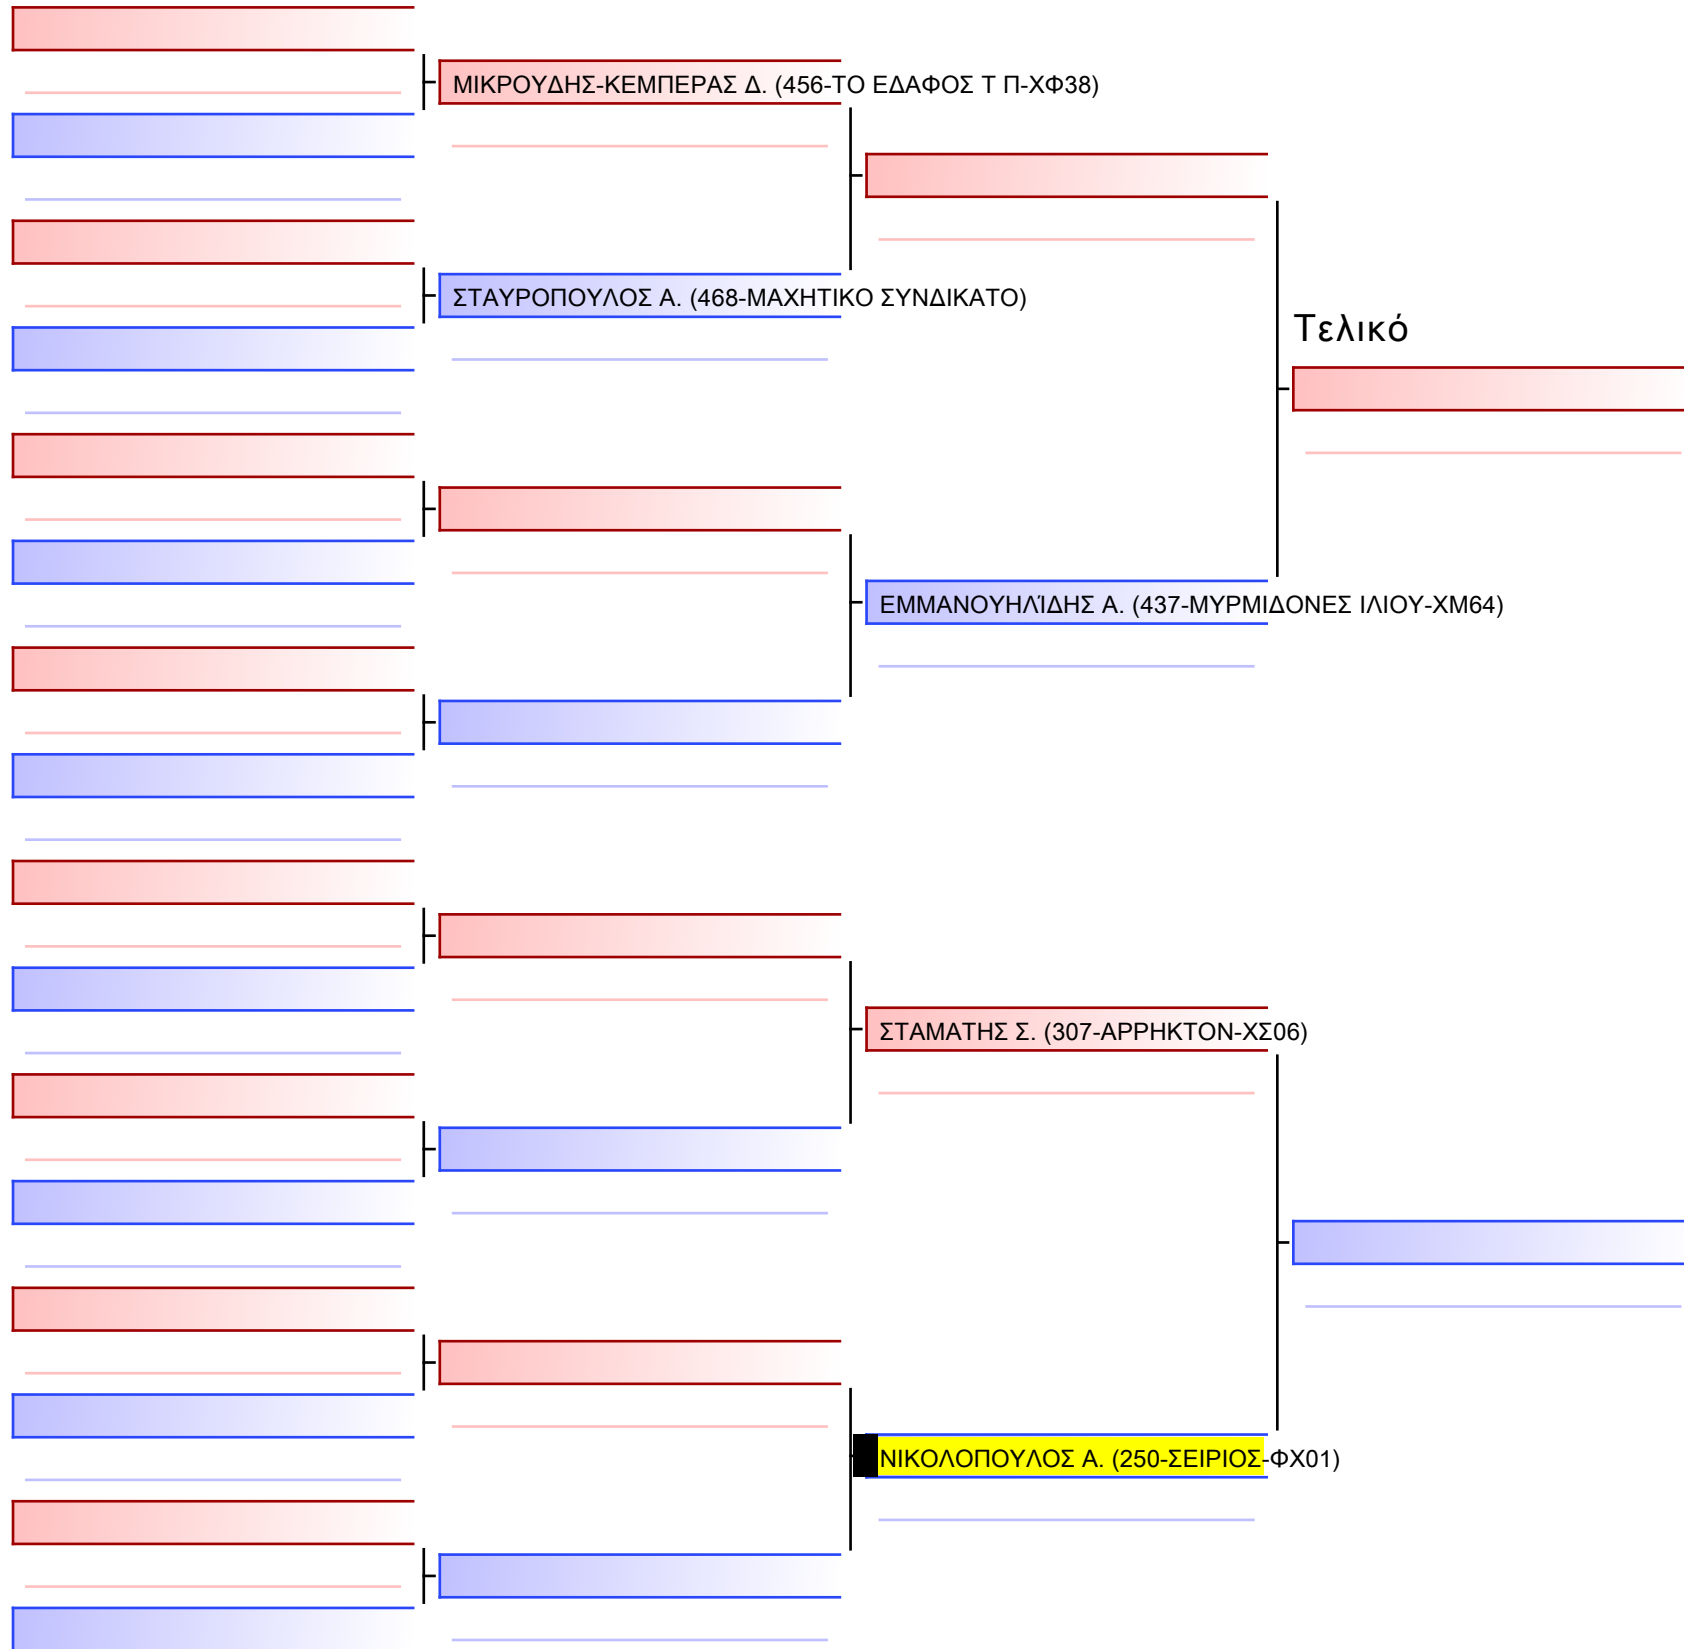 ΜΙΚΡΟΥΔΗΣ-ΚΕΜΠΕΡΑΣ Δ. (456-ΤΟ ΕΔΑΦΟΣ Τ Π-ΧΦ38)
ΣΤΑΥΡΟΠΟΥΛΟΣ Α. (468-ΜΑΧΗΤΙΚΟ ΣΥΝΔΙΚΑΤΟ)
Τελικό
ΕΜΜΑΝΟΥΗΛΊΔΗΣ Α. (437-ΜΥΡΜΙΔΟΝΕΣ ΙΛΙΟΥ-ΧΜ64)
ΣΤΑΜΑΤΗΣ Σ. (307-ΑΡΡΗΚΤΟΝ-ΧΣ06)
ΝΙΚΟΛΟΠΟΥΛΟΣ Α. (250-ΣΕΙΡΙΟΣ-ΦΧ01)